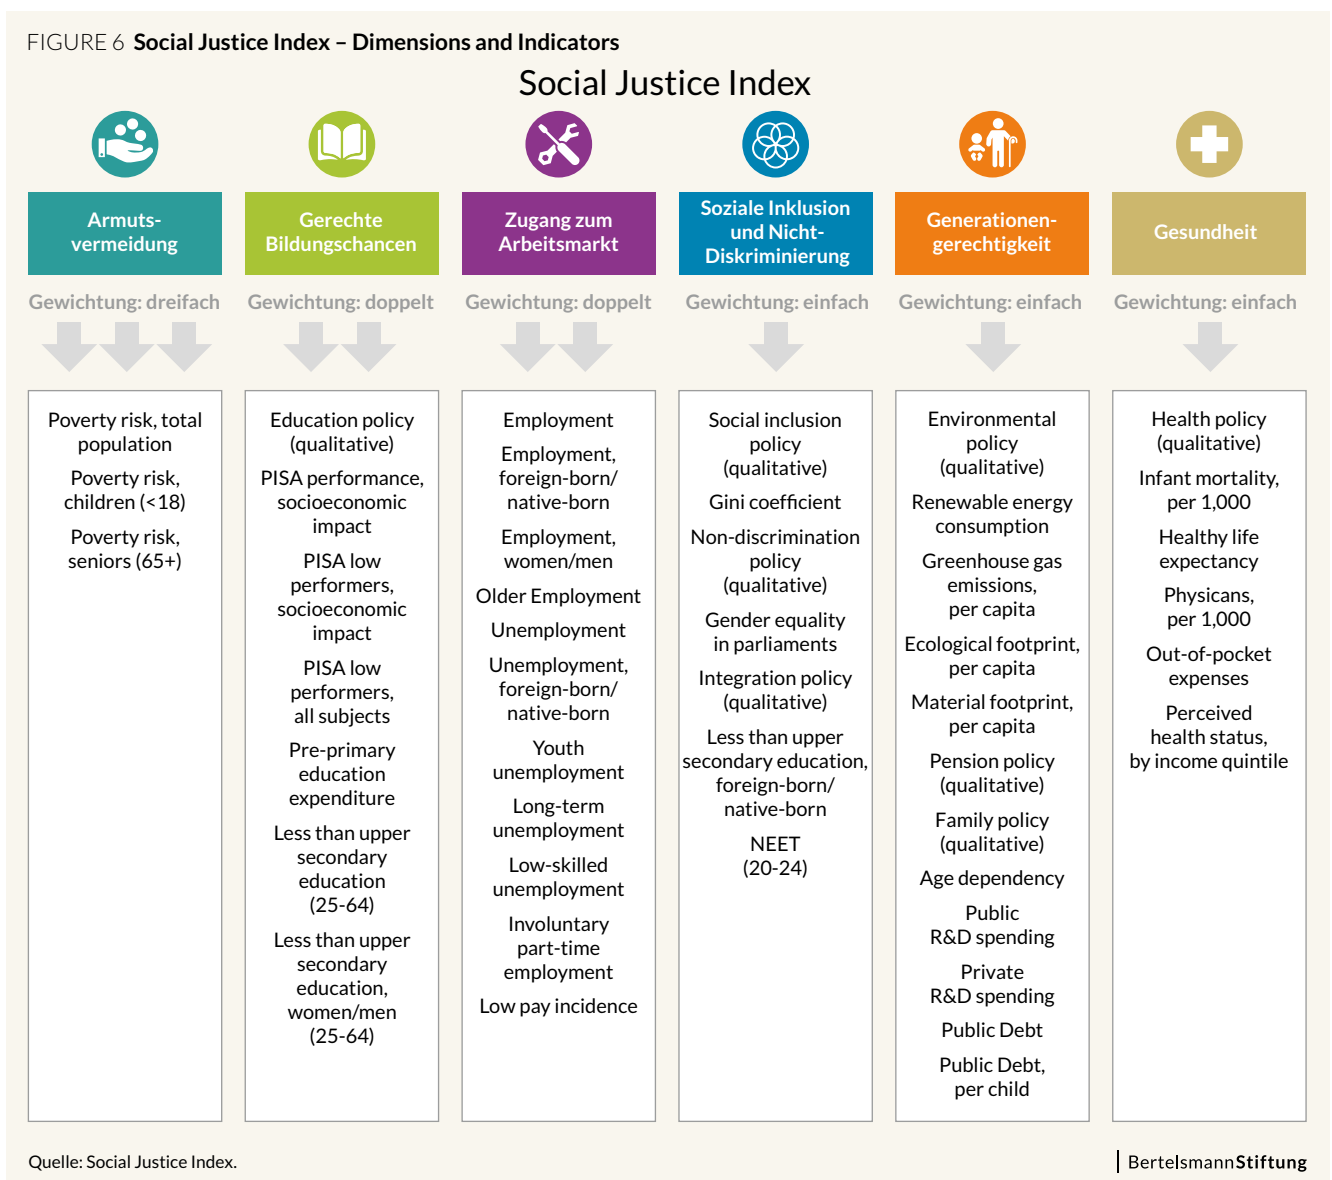 FIGURE 6 Social Justice Index – Dimensions and Indicators
Social Justice Index
Armuts-
vermeidung
Gewichtung: dreifach
Poverty risk, total
population
Poverty risk,
children (<18)
Poverty risk,
seniors (65+)
Gerechte
Bildungschancen
Gewichtung: doppelt
Education policy
(qualitative)
PISA performance,
socioeconomic
impact
PISA low
performers,
socioeconomic
impact
PISA low
performers,
all subjects
Pre-primary
education
expenditure
Less than upper
secondary
education
(25-64)
Less than upper
secondary
education,
women/men
(25-64)
Zugang zum
Arbeitsmarkt
Gewichtung: doppelt
Employment
Employment,
foreign-born/
native-born
Employment,
women/men
Older Employment
Unemployment
Unemployment,
foreign-born/
native-born
Youth
unemployment
Long-term
unemployment
Low-skilled
unemployment
Involuntary
part-time
employment
Low pay incidence
Soziale Inklusion
und Nicht-
Diskriminierung
Gewichtung: einfach
Social inclusion
policy
(qualitative)
Gini coefficient
Non-discrimination
policy
(qualitative)
Gender equality
in parliaments
Integration policy
(qualitative)
Less than upper
secondary education,
foreign-born/
native-born
NEET
(20-24)
Generationen-
gerechtigkeit
Gewichtung: einfach
Environmental
policy
(qualitative)
Renewable energy
consumption
Greenhouse gas
emissions,
per capita
Ecological footprint,
per capita
Material footprint,
per capita
Pension policy
(qualitative)
Family policy
(qualitative)
Age dependency
Public
R&D spending
Private
R&D spending
Public Debt
Public Debt,
per child
Gesundheit
Gewichtung: einfach
Health policy
(qualitative)
Infant mortality,
per 1,000
Healthy life
expectancy
Physicans,
per 1,000
Out-of-pocket
expenses
Perceived
health status,
by income quintile
Quelle: Social Justice Index.
BertelsmannStiftung